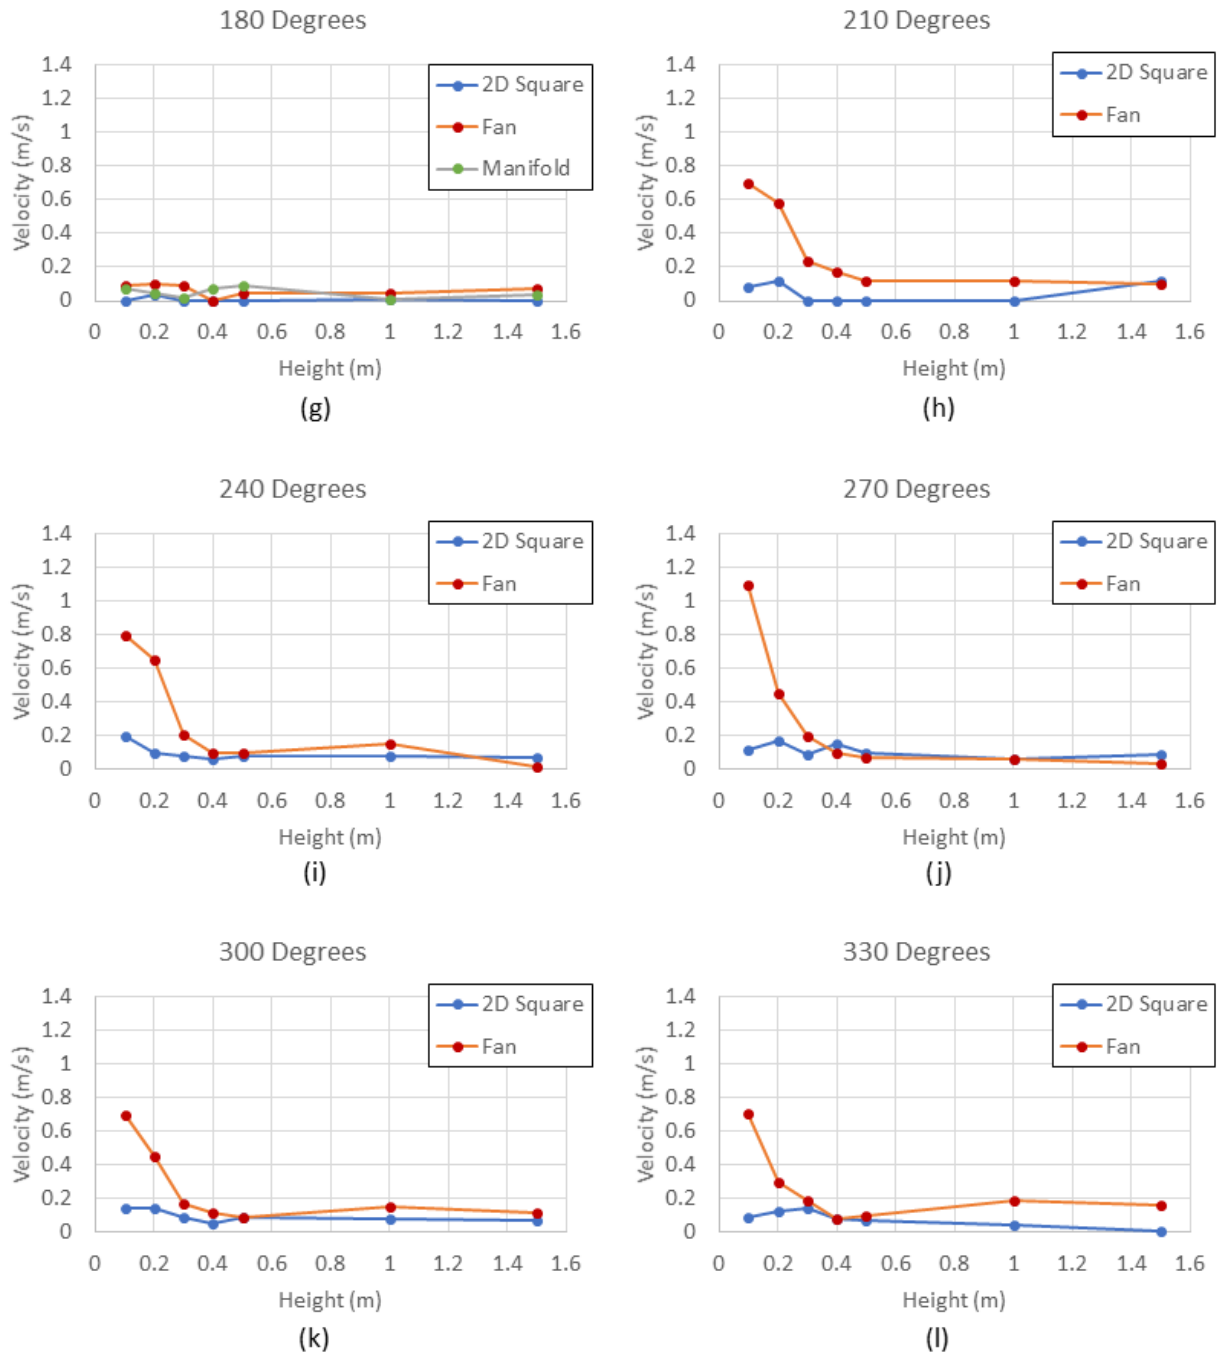 180 Degrees
1.4
1.2
1
0.8
0.6
0.4
0.2
0
Velocity (m/s)
2D Square
Fan
Manifold
0 0.2 0.4 0.6 0.8 1 1.2 1.4 1.6
Height (m)
(g)
210 Degrees
1.4
1.2
1
0.8
0.6
0.4
0.2
0
Velocity (m/s)
2D Square
Fan
0 0.2 0.4 0.6 0.8 1 1.2 1.4 1.6
Height (m)
(h)
240 Degrees
1.4
1.2
1
0.8
0.6
0.4
0.2
0
Velocity (m/s)
2D Square
Fan
0 0.2 0.4 0.6 0.8 1 1.2 1.4 1.6
Height (m)
(i)
270 Degrees
1.4
1.2
1
0.8
0.6
0.4
0.2
0
Velocity (m/s)
2D Square
Fan
0 0.2 0.4 0.6 0.8 1 1.2 1.4 1.6
Height (m)
(j)
300 Degrees
1.4
1.2
1
0.8
0.6
0.4
0.2
0
Velocity (m/s)
2D Square
Fan
0 0.2 0.4 0.6 0.8 1 1.2 1.4 1.6
Height (m)
(k)
330 Degrees
1.4
1.2
1
0.8
0.6
0.4
0.2
0
Velocity (m/s)
2D Square
Fan
0 0.2 0.4 0.6 0.8 1 1.2 1.4 1.6
Height (m)
(l)